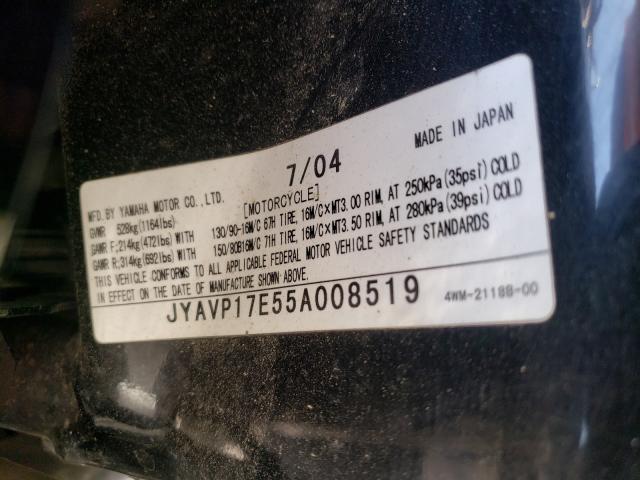 7/04
MADE IN JAPAN
MFD. BY YAMAHA MOTOR CO., LTD. [MOTORCYCLE]
GVWR 528kg(1164lbs)
GAWR F:214kg(472lbs) WITH 130/90-16M/C 67H TIRE, 16M/C×MT3.00 RIM, AT 250kPa(35psi)COLD
GAWR R:314kg(692lbs) WITH 150/80B16M/C 71H TIRE, 16M/C×MT3.50 RIM, AT 280kPa(39psi)COLD
THIS VEHICLE CONFORMS TO ALL APPLICABLE FEDERAL MOTOR VEHICLE SAFETY STANDARDS
IN EFFECT ON THE DATE OF MANUFACTURE SHOWN ABOVE.
JYAVP17E55A008519
4WM-21188-00